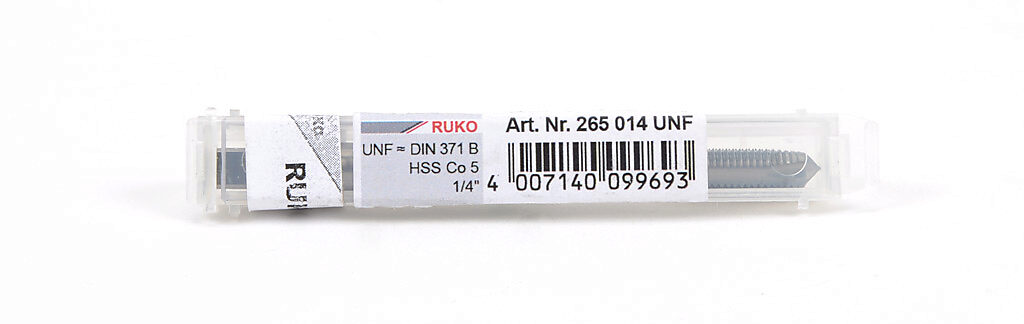 RUKO
Art. Nr. 265 014 UNF
UNF ≈ DIN 371 B
HSS Co 5
1/4"
4 007140 099693